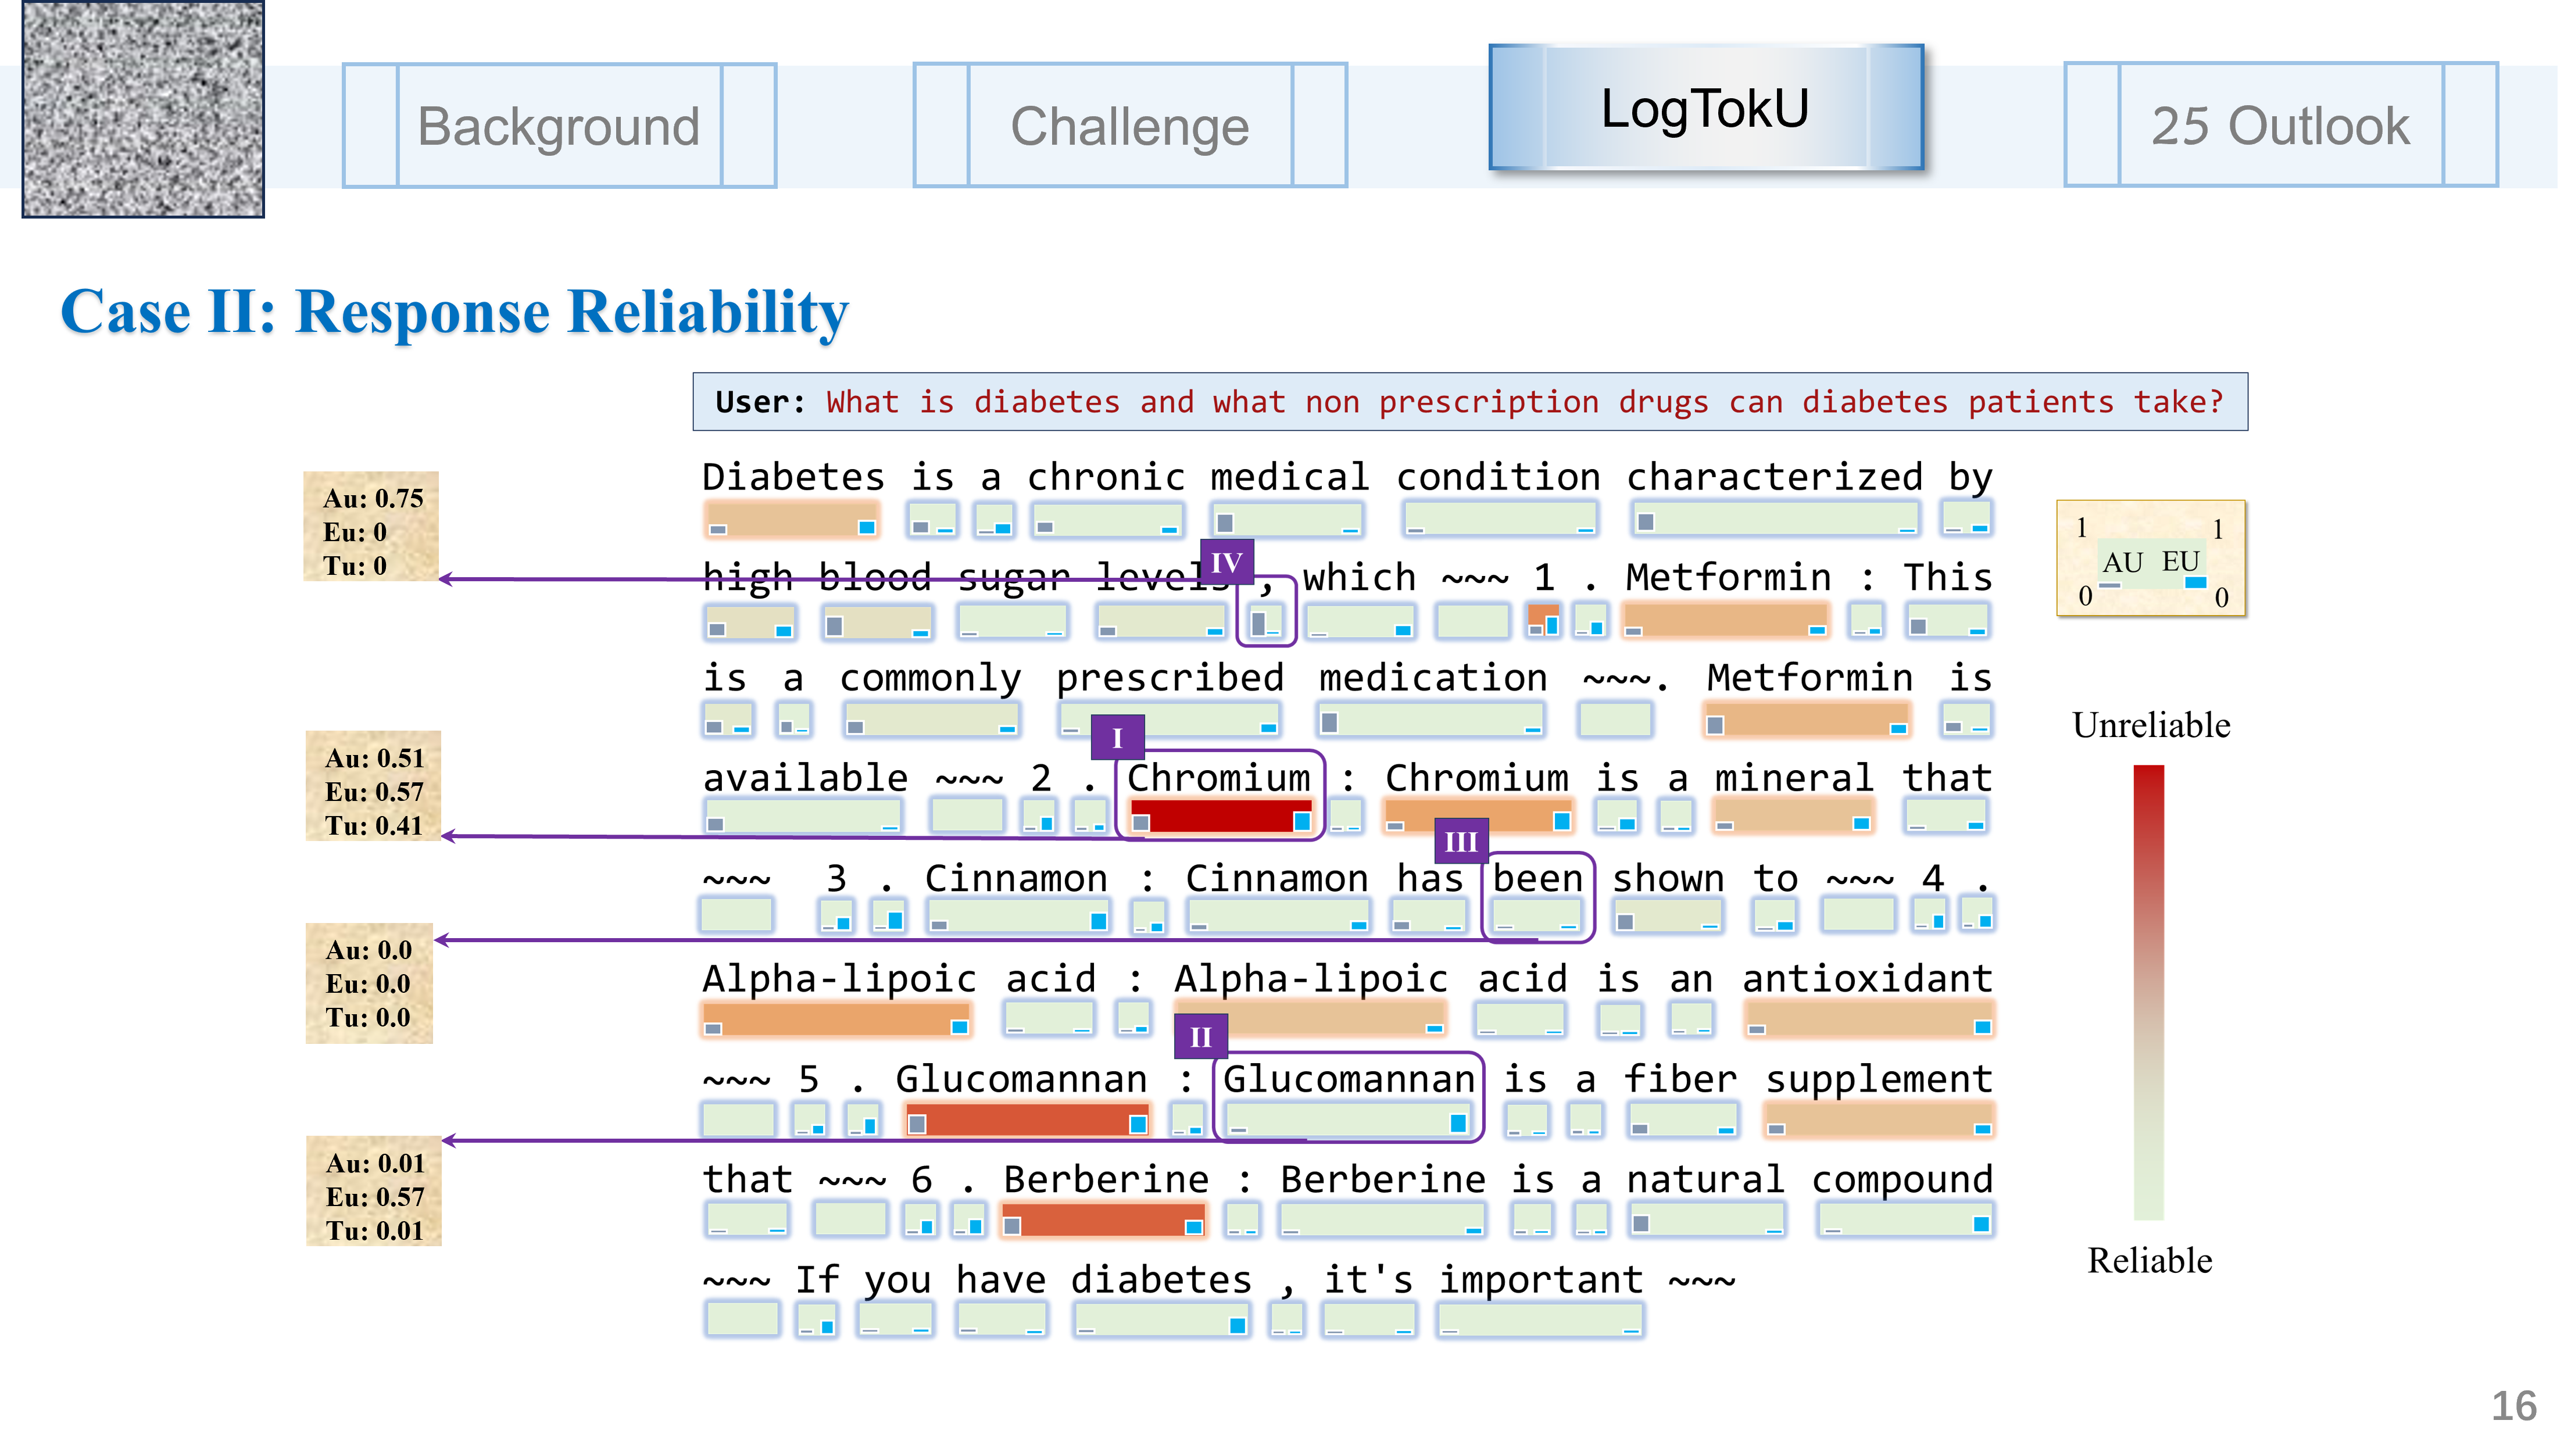 Background
Challenge
LogTokU
25 Outlook
Case II: Response Reliability
User: What is diabetes and what non prescription drugs can diabetes patients take?
Au: 0.75
Eu: 0
Tu: 0
Au: 0.51
Eu: 0.57
Tu: 0.41
Au: 0.0
Eu: 0.0
Tu: 0.0
Au: 0.01
Eu: 0.57
Tu: 0.01
Diabetes is a chronic medical condition characterized by
IV
high blood sugar levels , which ~~~ 1 . Metformin : This
is a commonly prescribed medication ~~~. Metformin is
I
available ~~~ 2 . Chromium : Chromium is a mineral that
III
~~~ 3 . Cinnamon : Cinnamon has been shown to ~~~ 4 .
Alpha-lipoic acid : Alpha-lipoic acid is an antioxidant
II
~~~ 5 . Glucomannan : Glucomannan is a fiber supplement
that ~~~ 6 . Berberine : Berberine is a natural compound
~~~ If you have diabetes , it's important ~~~
1 1
AU EU
0 0
Unreliable
Reliable
16